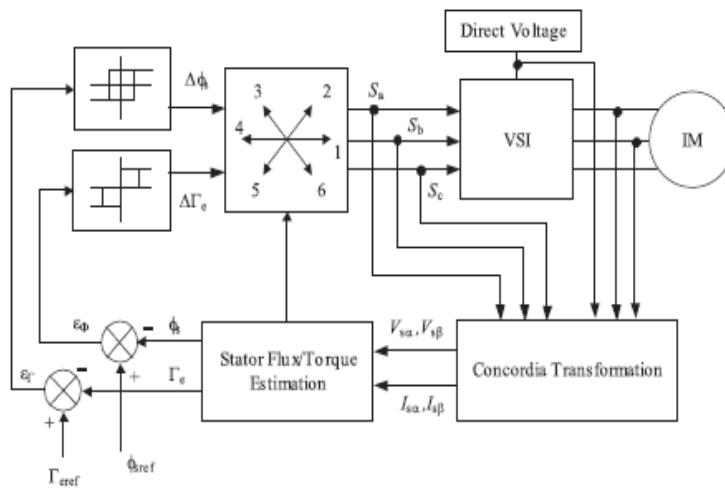 Direct Voltage
Δϕs
3 2
4 1
5 6
Sa
Sb
Sc
VSI
IM
ΔΓe
εΦ
-
ϕs
+
Stator Flux/Torque
Estimation
Vsα,Vsβ
Isα,Isβ
Concordia Transformation
εΓ
-
Γe
+
Γeref
ϕsref